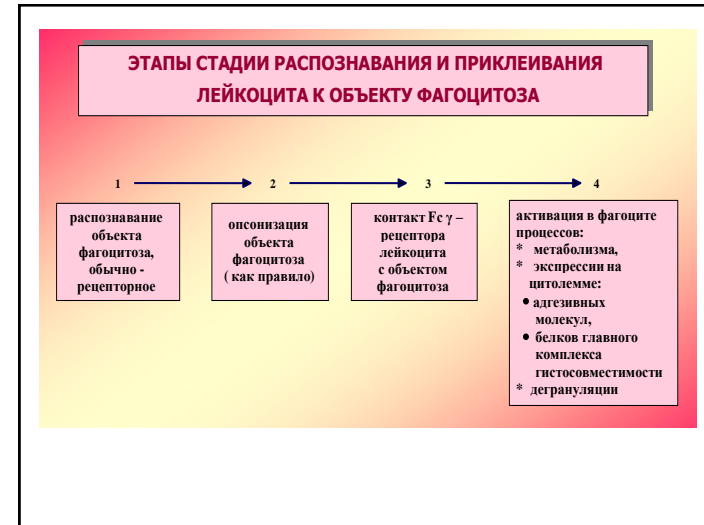 ЭТАПЫ СТАДИИ РАСПОЗНАВАНИЯ И ПРИКЛЕИВАНИЯ
ЛЕЙКОЦИТА К ОБЪЕКТУ ФАГОЦИТОЗА
1
распознавание
объекта
фагоцитоза,
обычно -
рецепторное
2
опсонизация
объекта
фагоцитоза
( как правило)
3
контакт Fc γ –
рецептора
лейкоцита
с объектом
фагоцитоза
4
активация в фагоците
процессов:
* метаболизма,
* экспрессии на
цитолемме:
• адгезивных
молекул,
• белков главного
комплекса
гистосовместимости
* дегрануляции